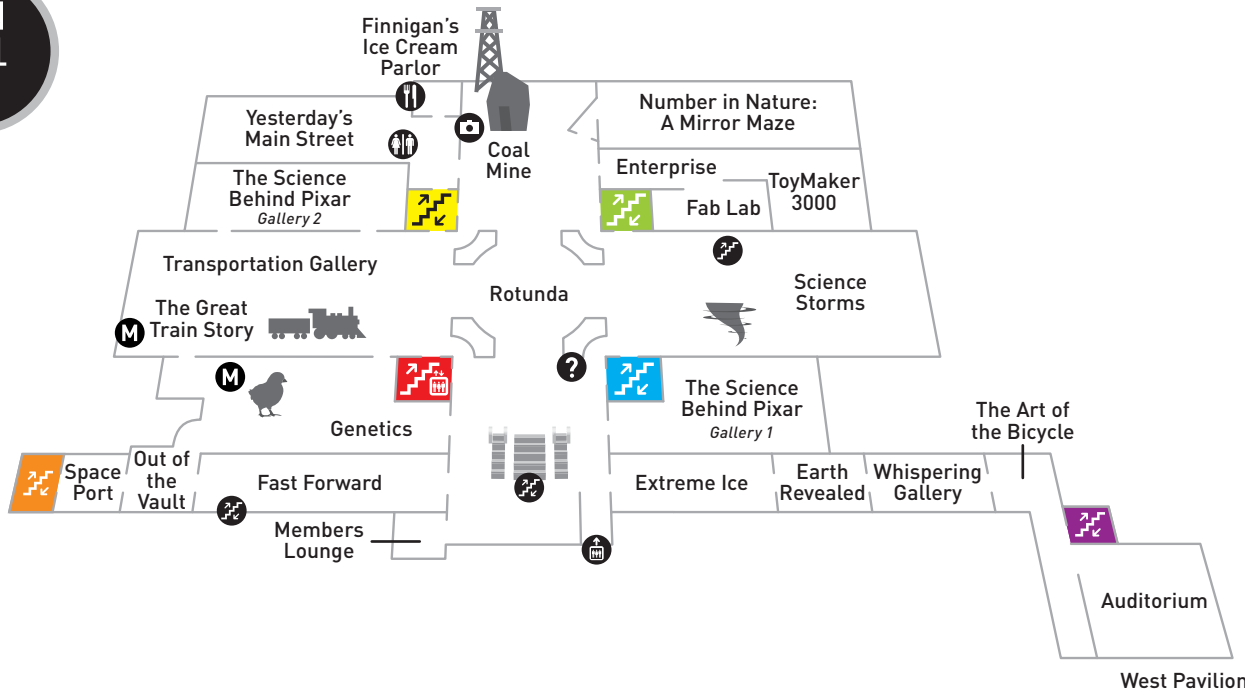 Finnigan's
Ice Cream
Parlor
Yesterday's
Main Street
Coal
Mine
Number in Nature:
A Mirror Maze
Enterprise
ToyMaker
3000
The Science
Behind Pixar
Gallery 2
Fab Lab
Transportation Gallery
Rotunda
Science
Storms
The Great
Train Story
M
M
?
Genetics
The Science
Behind Pixar
Gallery 1
The Art of
the Bicycle
Space
Port
Out of
the
Vault
Fast Forward
Extreme Ice
Earth
Revealed
Whispering
Gallery
Members
Lounge
Auditorium
West Pavilion